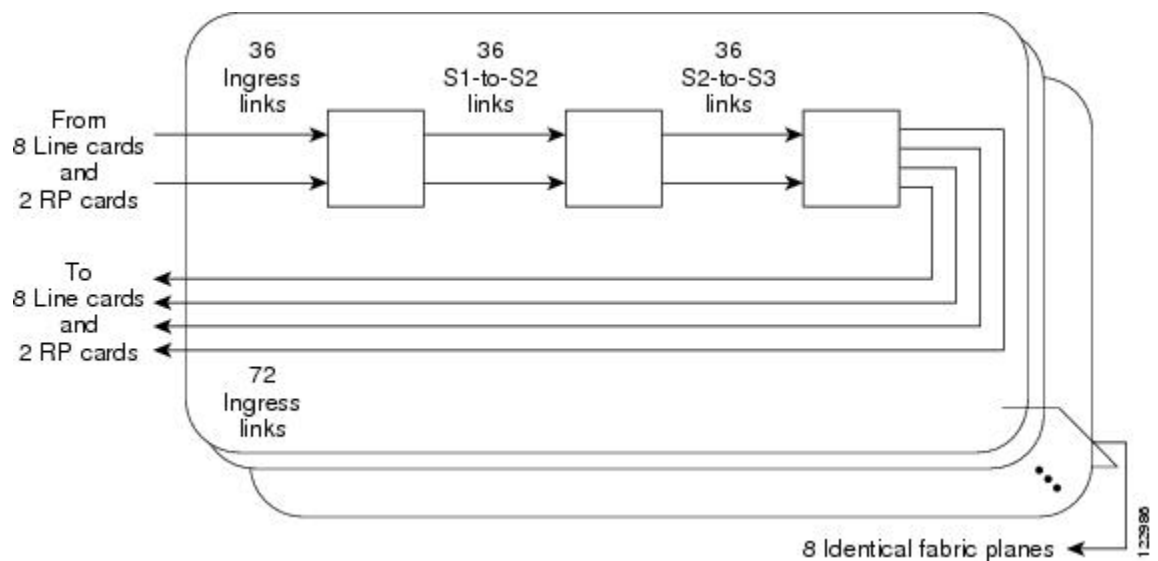 36
Ingress
links
36
S1-to-S2
links
36
S2-to-S3
links
From
8 Line cards
and
2 RP cards
To
8 Line cards
and
2 RP cards
72
Ingress
links
8 Identical fabric planes
122986